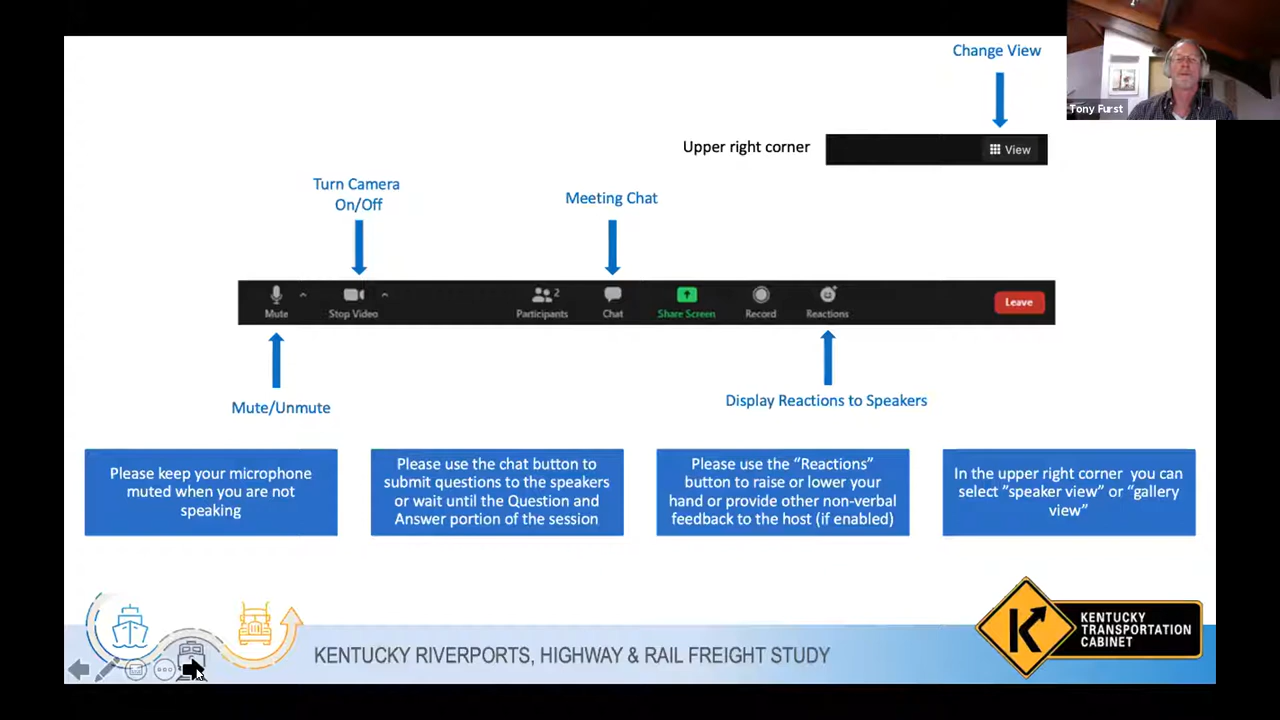 Change View
Tony Furst
Upper right corner
View
Turn Camera
On/Off
Meeting Chat
2
Mute
Stop Video
Participants
Chat
Share Screen
Record
Reactions
Leave
Mute/Unmute
Display Reactions to Speakers
Please keep your microphone
muted when you are not
speaking
Please use the chat button to
submit questions to the speakers
or wait until the Question and
Answer portion of the session
Please use the “Reactions”
button to raise or lower your
hand or provide other non-verbal
feedback to the host (if enabled)
In the upper right corner you can
select ”speaker view” or “gallery
view”
KENTUCKY RIVERPORTS, HIGHWAY & RAIL FREIGHT STUDY
K
KENTUCKY
TRANSPORTATION
CABINET